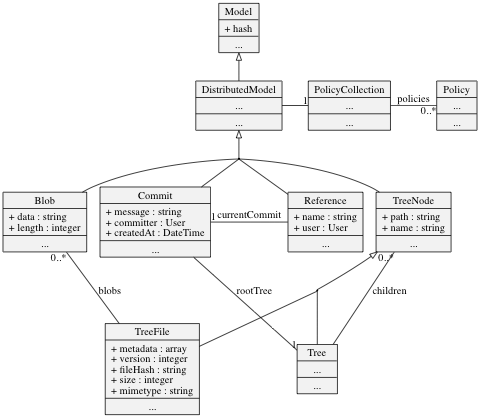 Model
+ hash
...
DistributedModel
...
...
1
PolicyCollection
...
...
policies
0..*
Policy
...
...
Blob
+ data : string
+ length : integer
...
0..*
Commit
+ message : string
+ committer : User
+ createdAt : DateTime
...
1
currentCommit
Reference
+ name : string
+ user : User
...
TreeNode
+ path : string
+ name : string
...
0..*
blobs
rootTree
children
TreeFile
+ metadata : array
+ version : integer
+ fileHash : string
+ size : integer
+ mimetype : string
...
1
Tree
...
...